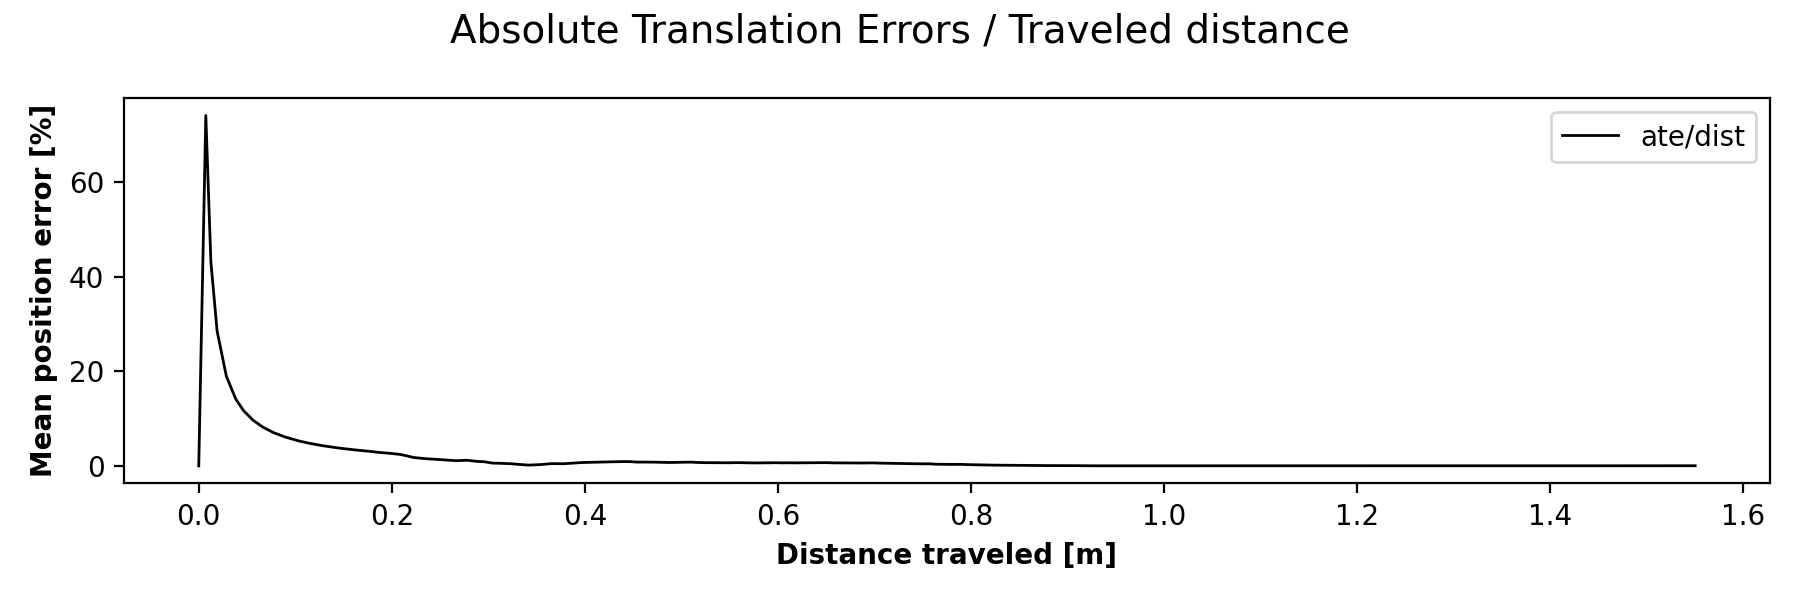 Absolute Translation Errors / Traveled distance
ate/dist
Mean position error [%]
60
40
20
0
0.0 0.2 0.4 0.6 0.8 1.0 1.2 1.4 1.6
Distance traveled [m]